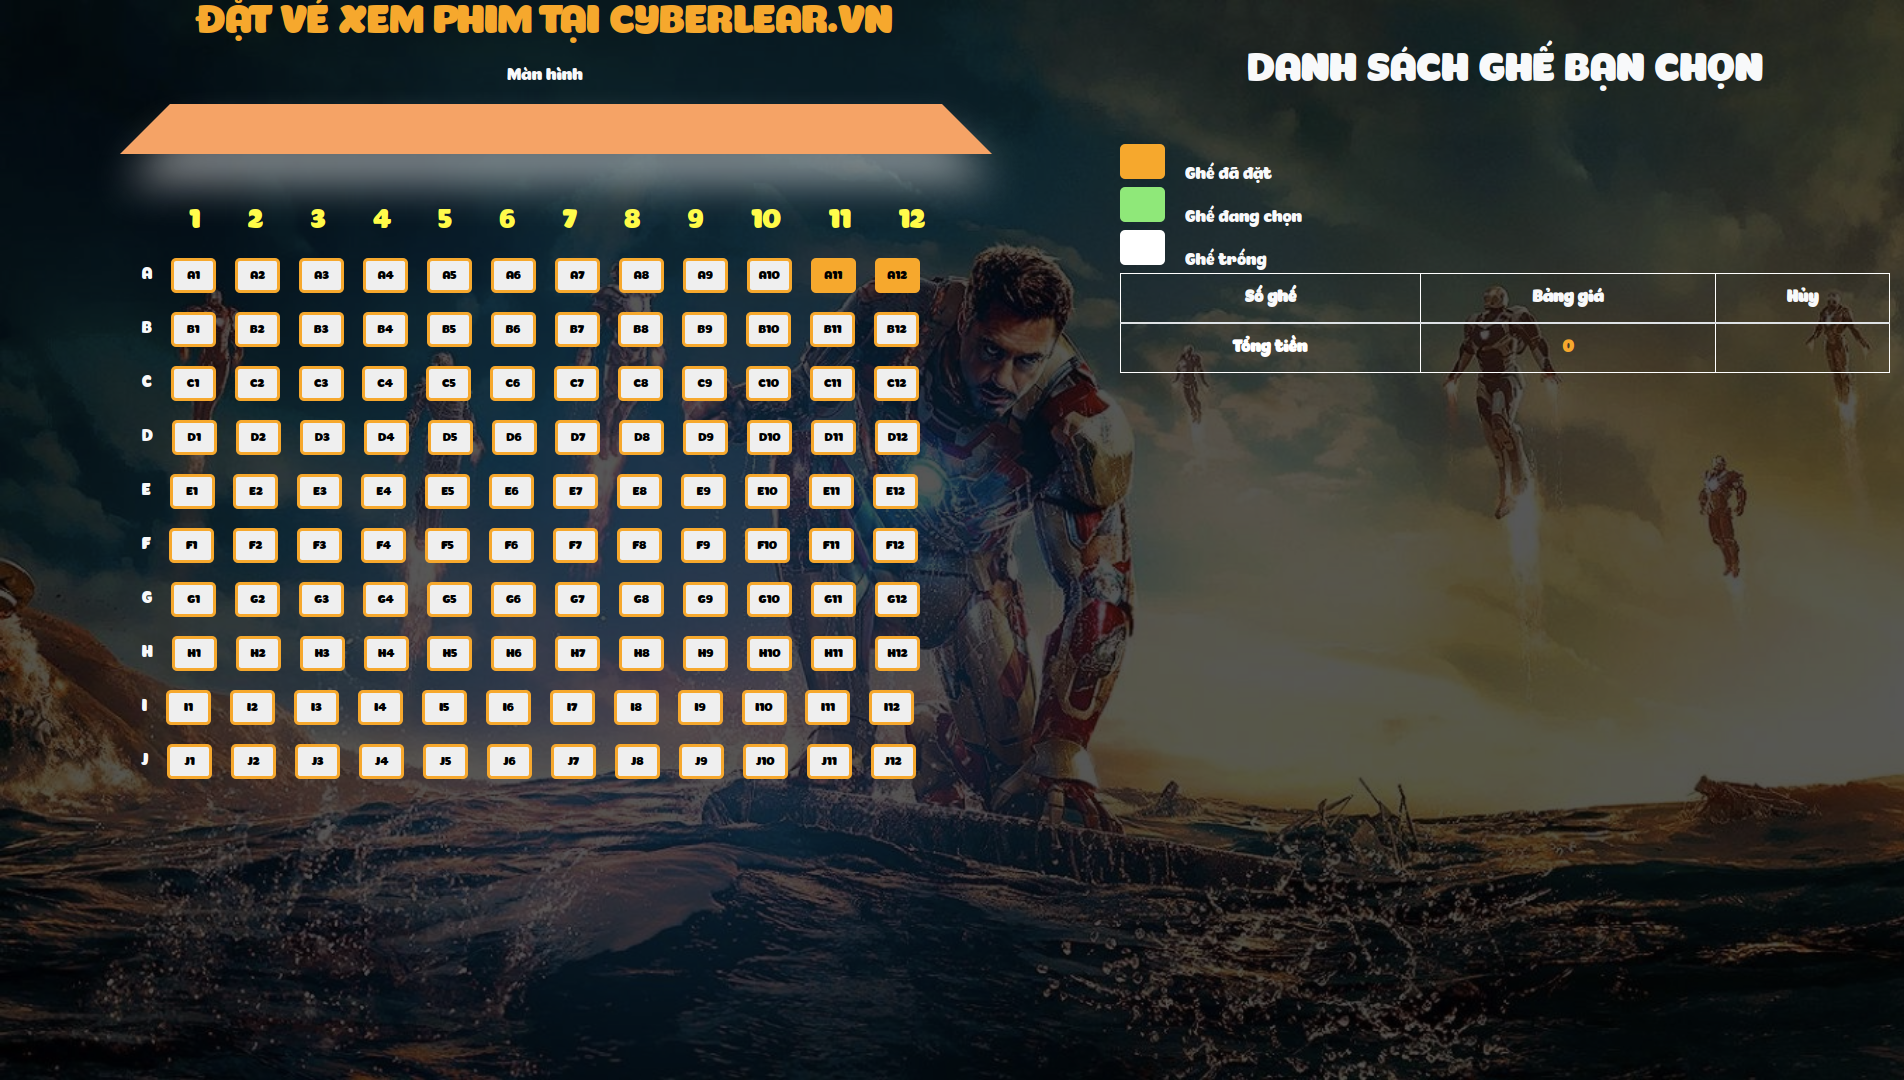 ĐẶT VÉ XEM PHIM TẠI CYBERLEAR.VN
Màn hình
1 2 3 4 5 6 7 8 9 10 11 12
A A1 A2 A3 A4 A5 A6 A7 A8 A9 A10 A11 A12
B B1 B2 B3 B4 B5 B6 B7 B8 B9 B10 B11 B12
C C1 C2 C3 C4 C5 C6 C7 C8 C9 C10 C11 C12
D D1 D2 D3 D4 D5 D6 D7 D8 D9 D10 D11 D12
E E1 E2 E3 E4 E5 E6 E7 E8 E9 E10 E11 E12
F F1 F2 F3 F4 F5 F6 F7 F8 F9 F10 F11 F12
G G1 G2 G3 G4 G5 G6 G7 G8 G9 G10 G11 G12
H H1 H2 H3 H4 H5 H6 H7 H8 H9 H10 H11 H12
I I1 I2 I3 I4 I5 I6 I7 I8 I9 I10 I11 I12
J J1 J2 J3 J4 J5 J6 J7 J8 J9 J10 J11 J12
DANH SÁCH GHẾ BẠN CHỌN
Ghế đã đặt
Ghế đang chọn
Ghế trống
Số ghế Bảng giá Hủy
Tổng tiền 0